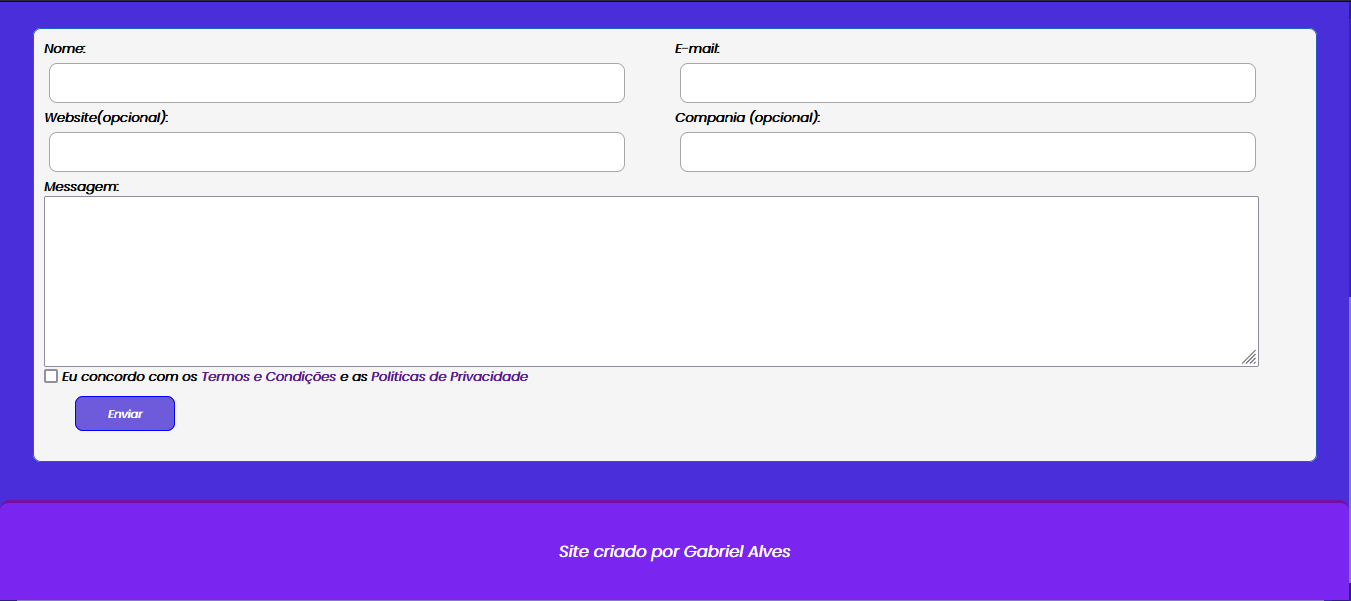 Nome:
E-mail:
Website(opcional):
Compania (opcional):
Messagem:
Eu concordo com os Termos e Condições e as Politicas de Privacidade
Enviar
Site criado por Gabriel Alves